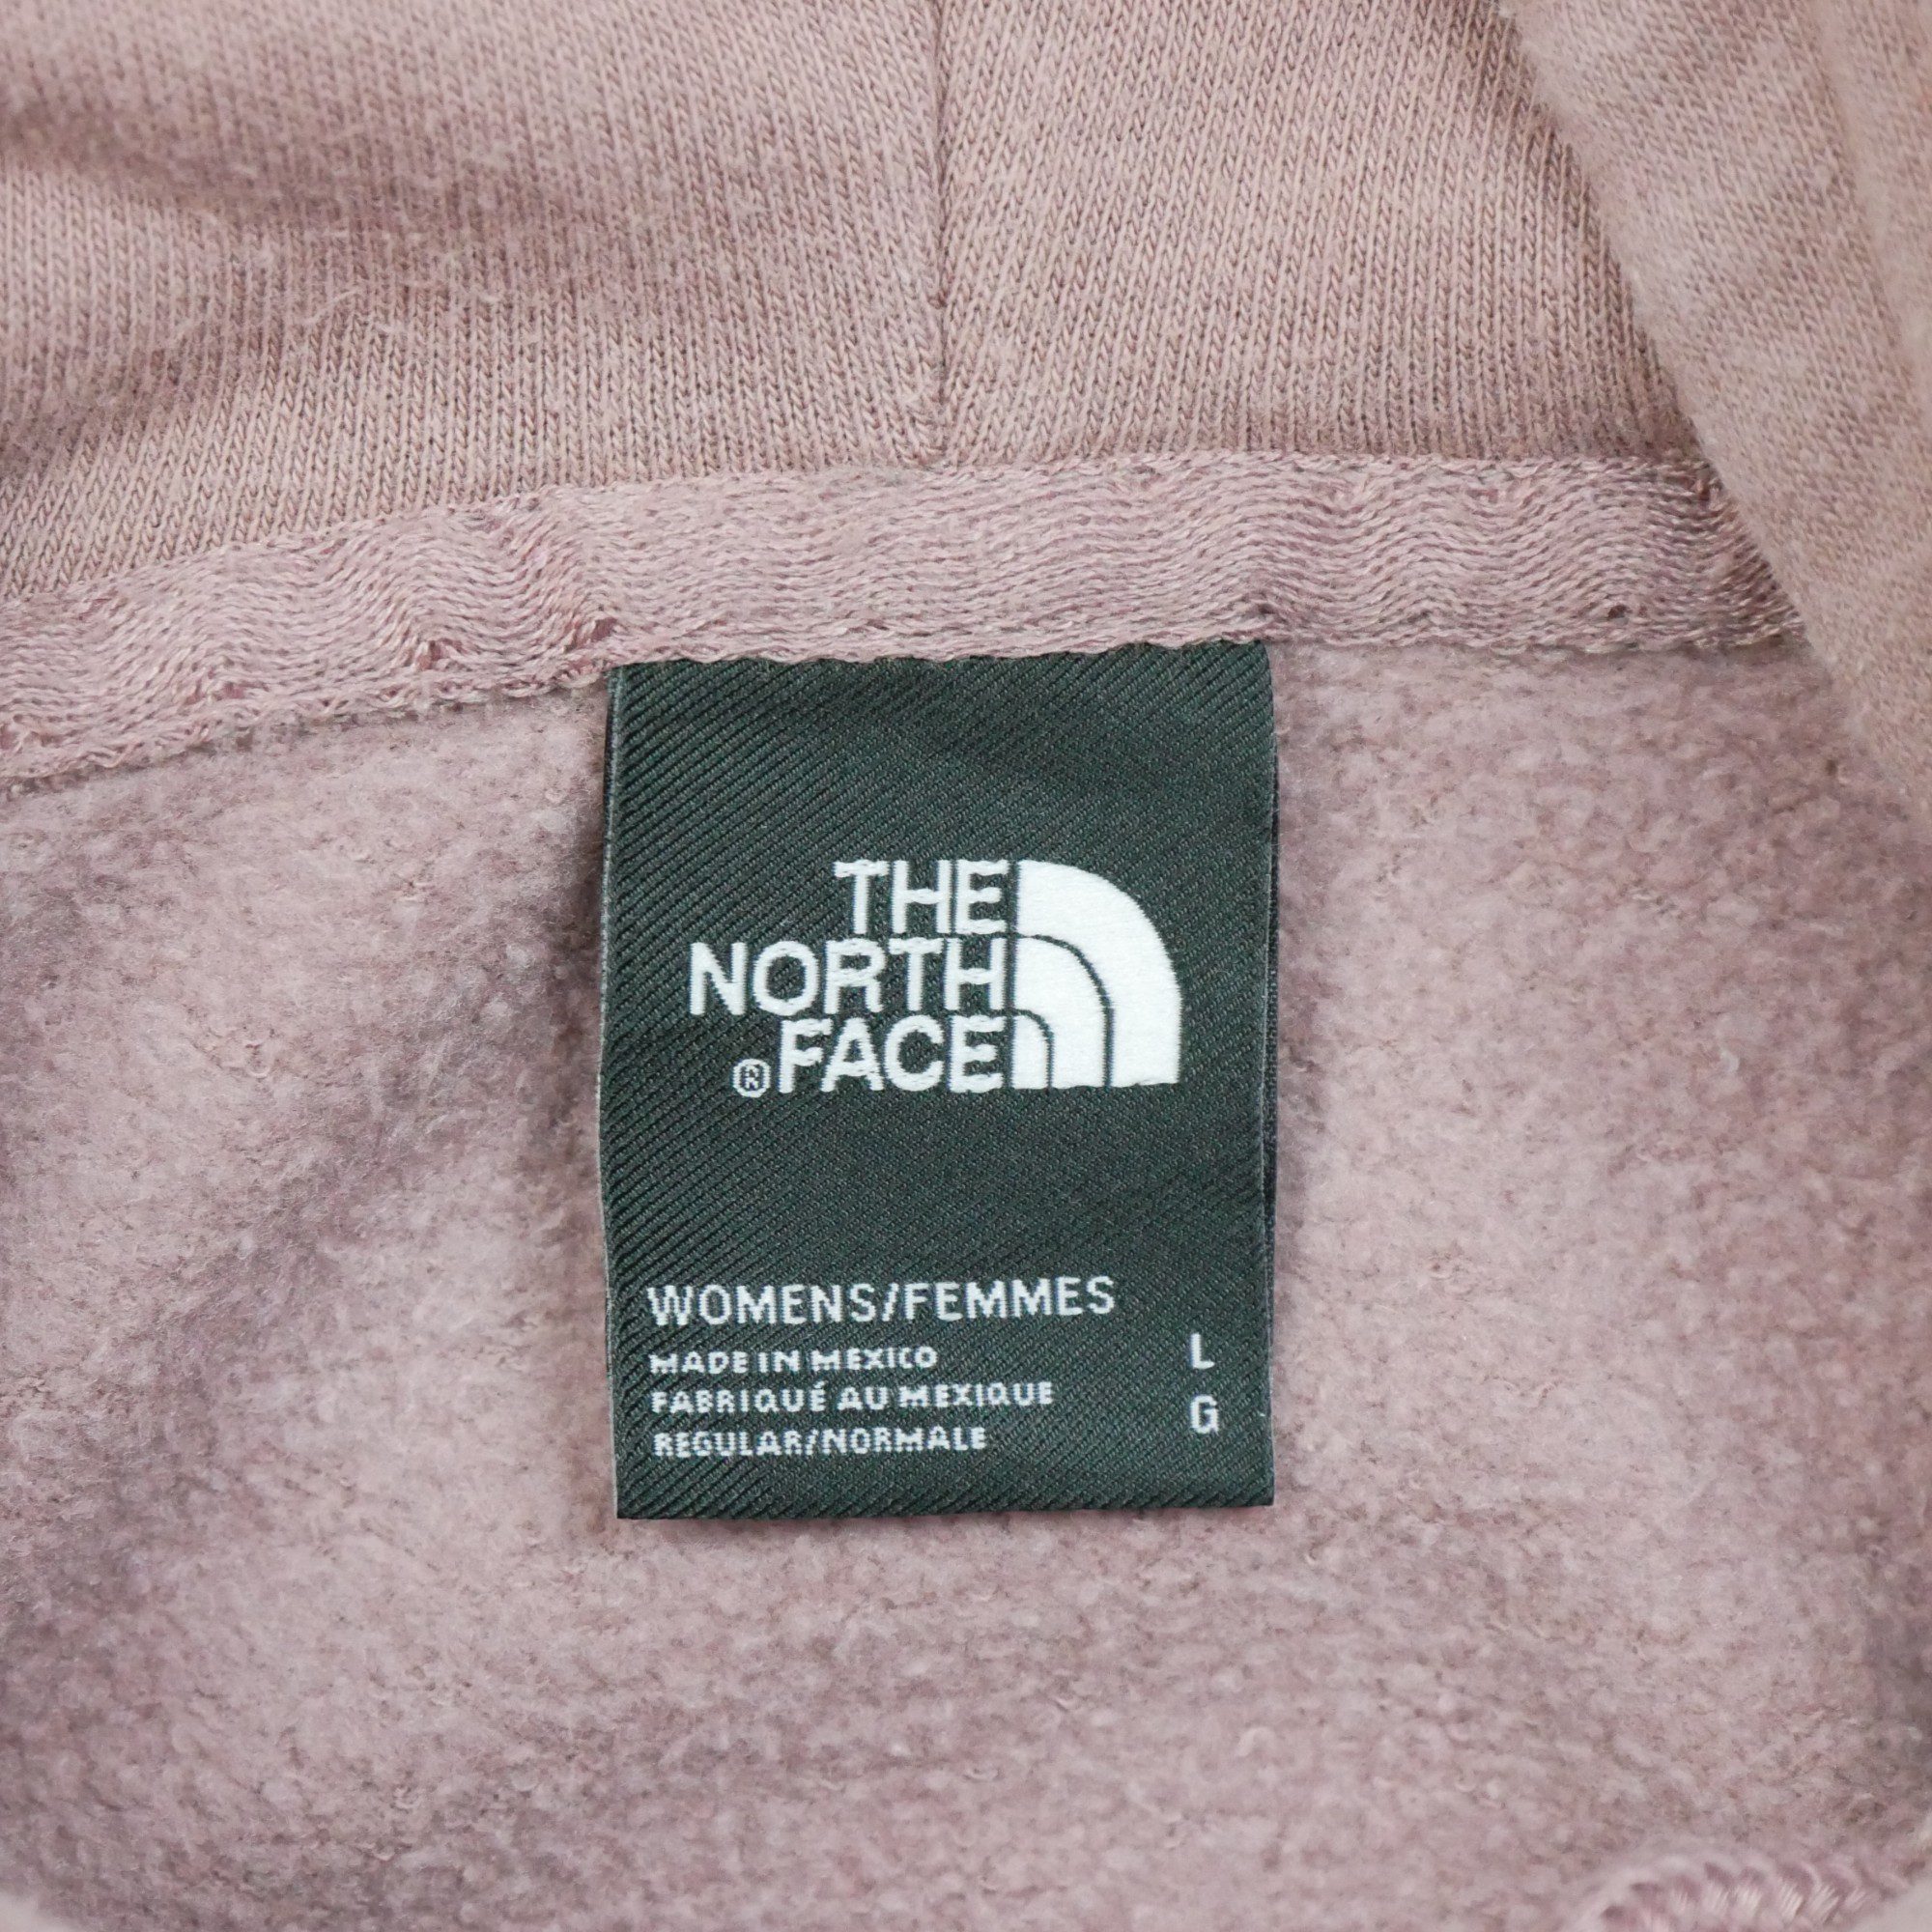 THE
NORTH
®FACE
WOMENS/FEMMES
MADE IN MEXICO L
FABRIQUÉ AU MEXIQUE G
REGULAR/NORMALE